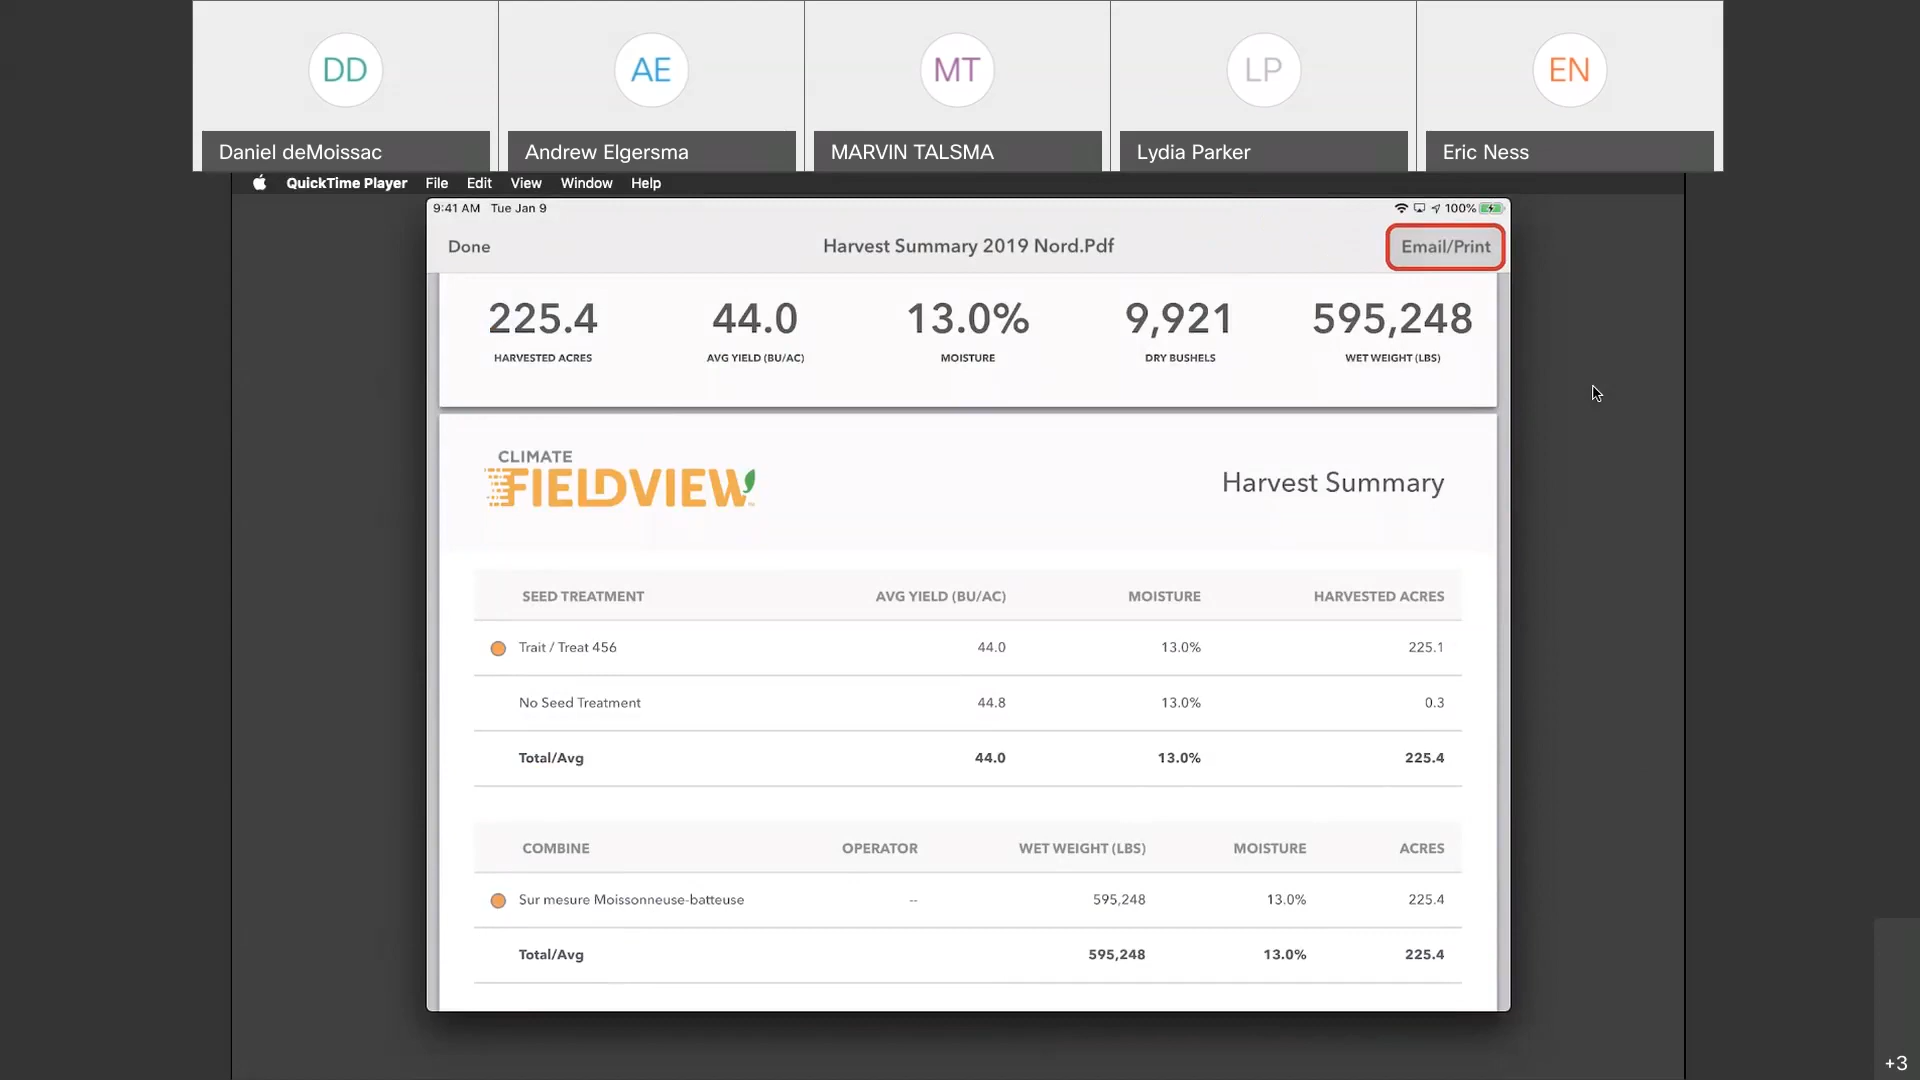 DD AE MT LP EN
Daniel deMoissac Andrew Elgersma MARVIN TALSMA Lydia Parker Eric Ness
QuickTime Player File Edit View Window Help
9:41 AM Tue Jan 9 100%
Done Harvest Summary 2019 Nord.Pdf Email/Print
225.4 44.0 13.0% 9,921 595,248
HARVESTED ACRES AVG YIELD (BU/AC) MOISTURE DRY BUSHELS WET WEIGHT (LBS)
CLIMATE
FIELDVIEW™
Harvest Summary
SEED TREATMENT AVG YIELD (BU/AC) MOISTURE HARVESTED ACRES
Trait / Treat 456 44.0 13.0% 225.1
No Seed Treatment 44.8 13.0% 0.3
Total/Avg 44.0 13.0% 225.4
COMBINE OPERATOR WET WEIGHT (LBS) MOISTURE ACRES
Sur mesure Moissonneuse-batteuse -- 595,248 13.0% 225.4
Total/Avg 595,248 13.0% 225.4
+3